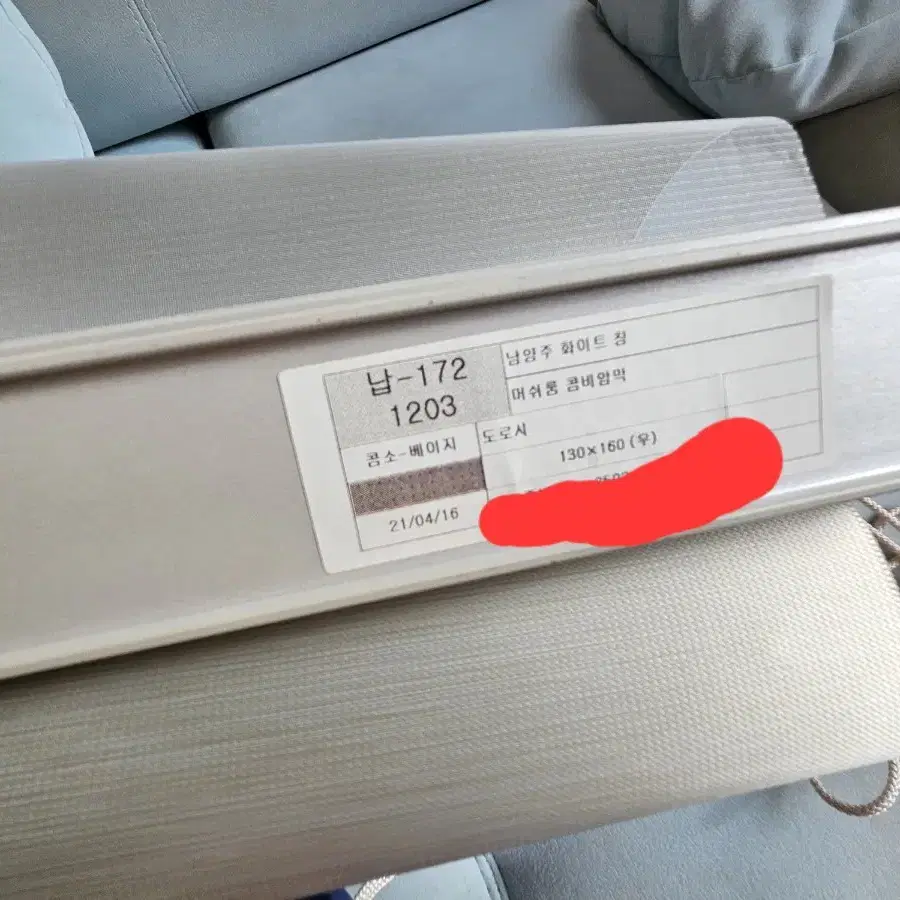 납-172
1203
남양주 화이트 창
머쉬룸 콤비암막
콤소-베이지
도로시
130×160 (우)
21/04/16